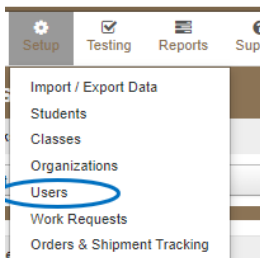 Setup Testing Reports Sup
Import / Export Data
Students
Classes
Organizations
Users
Work Requests
Orders & Shipment Tracking